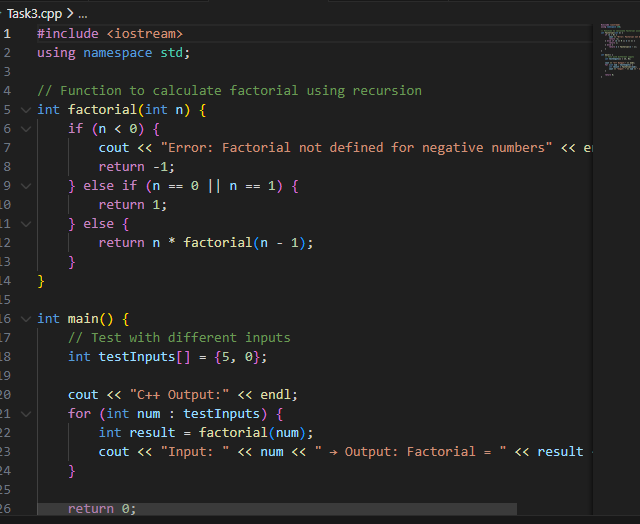 Task3.cpp > ...
1 #include <iostream>
2 using namespace std;
3
4 // Function to calculate factorial using recursion
5 int factorial(int n) {
6 if (n < 0) {
7 cout << "Error: Factorial not defined for negative numbers" << en
8 return -1;
9 } else if (n == 0 || n == 1) {
10 return 1;
11 } else {
12 return n * factorial(n - 1);
13 }
14 }
15
16 int main() {
17 // Test with different inputs
18 int testInputs[] = {5, 0};
19
20 cout << "C++ Output:" << endl;
21 for (int num : testInputs) {
22 int result = factorial(num);
23 cout << "Input: " << num << " → Output: Factorial = " << result
24 }
25
26 return 0;